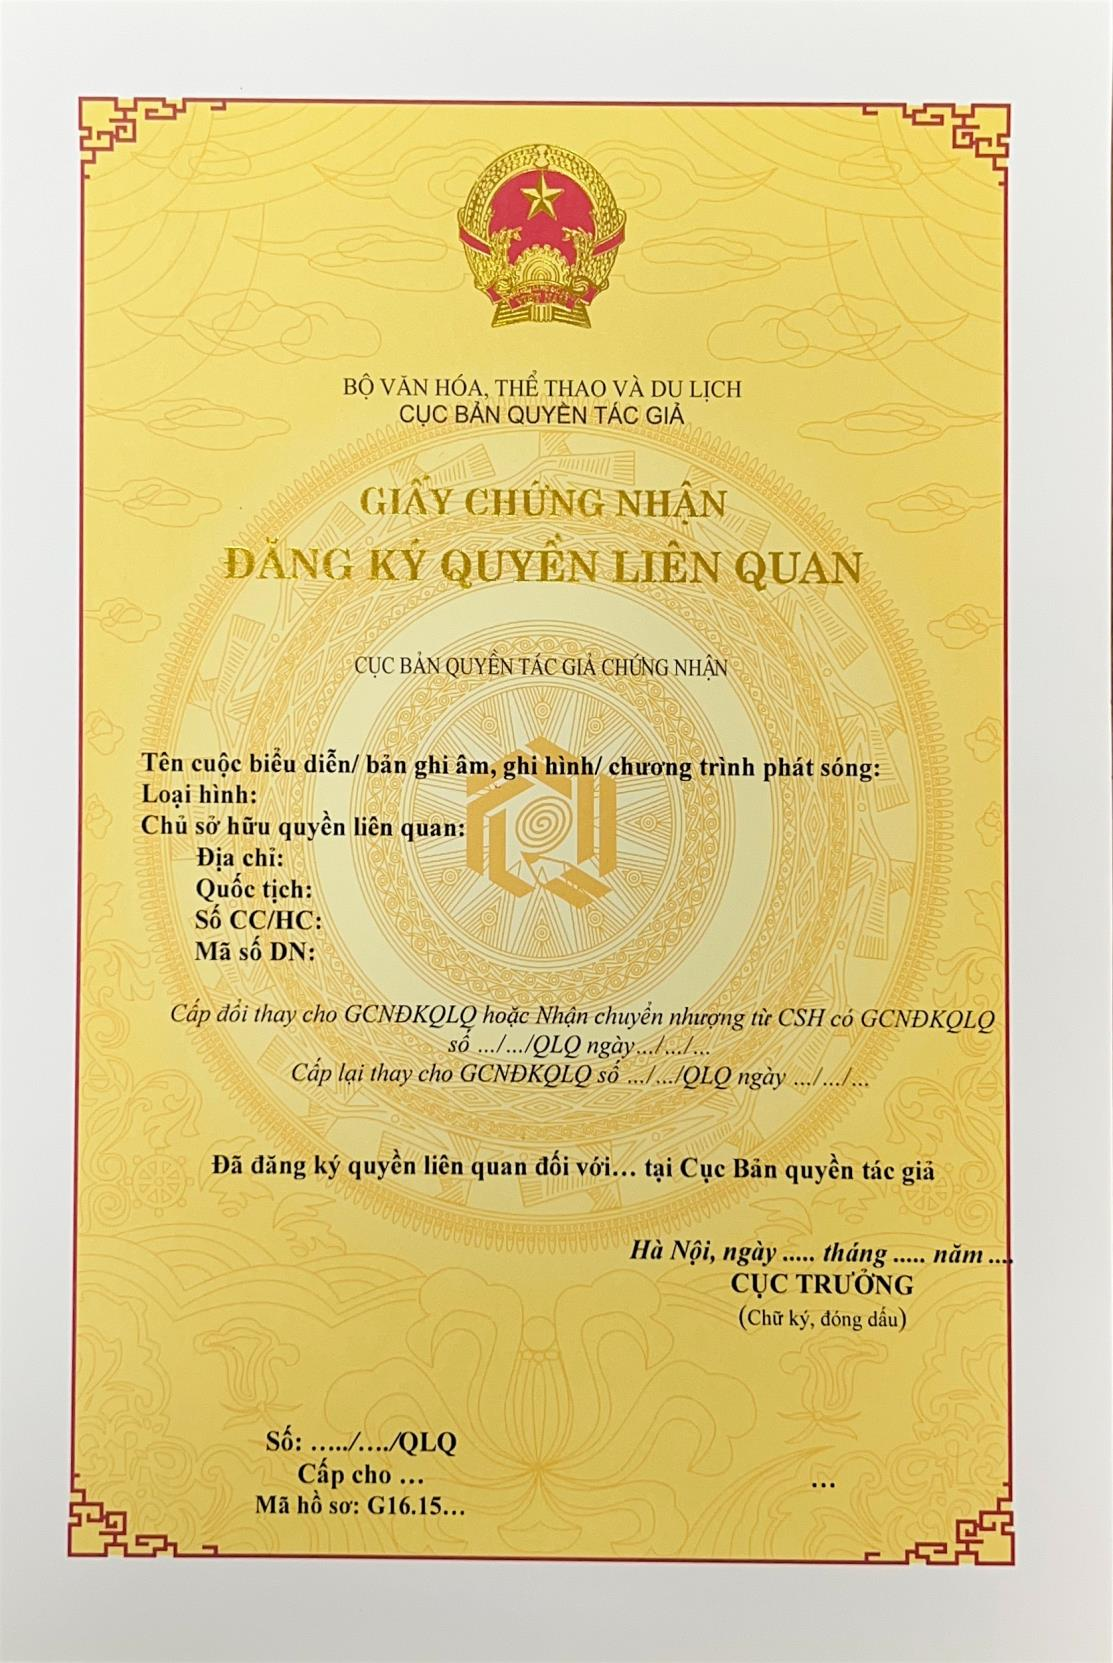 VIỆT NAM
BỘ VĂN HÓA, THỂ THAO VÀ DU LỊCH
CỤC BẢN QUYỀN TÁC GIẢ
GIẤY CHỨNG NHẬN
ĐĂNG KÝ QUYỀN LIÊN QUAN
CỤC BẢN QUYỀN TÁC GIẢ CHỨNG NHẬN
Tên cuộc biểu diễn/ bản ghi âm, ghi hình/ chương trình phát sóng:
Loại hình:
Chủ sở hữu quyền liên quan:
Địa chỉ:
Quốc tịch:
Số CC/HC:
Mã số DN:
Cấp đổi thay cho GCNĐKQLQ hoặc Nhận chuyển nhượng từ CSH có GCNĐKQLQ
số .../.../QLQ ngày.../.../...
Cấp lại thay cho GCNĐKQLQ số .../.../QLQ ngày .../.../...
Đã đăng ký quyền liên quan đối với... tại Cục Bản quyền tác giả
Hà Nội, ngày ..... tháng ..... năm ....
CỤC TRƯỞNG
(Chữ ký, đóng dấu)
Số: ...../..../QLQ
Cấp cho ...
...
Mã hồ sơ: G16.15...